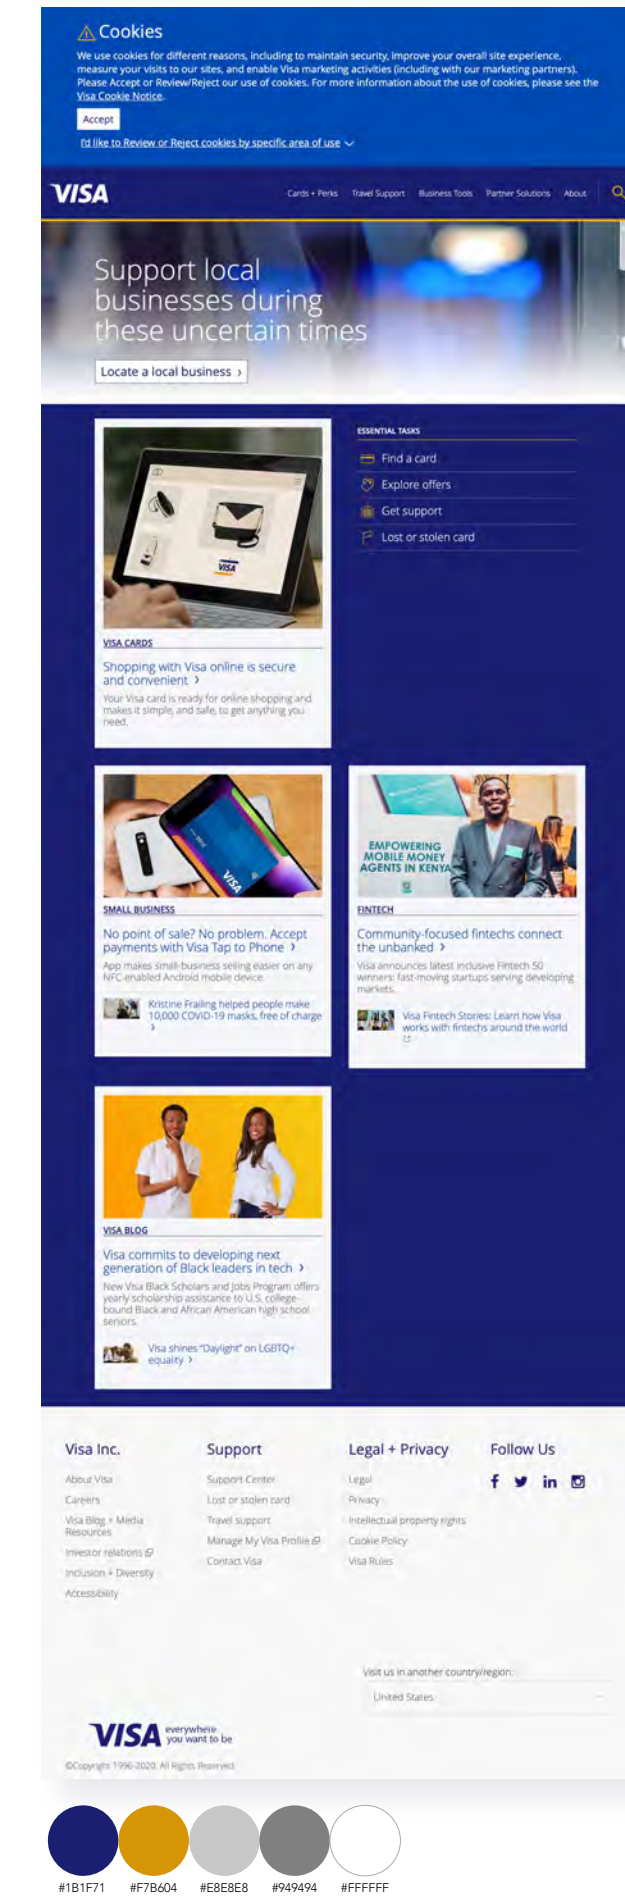 Cookies
We use cookies for different reasons, including to maintain security, improve your overall site experience,
measure your visits to our sites, and enable Visa marketing activities (including with our marketing partners).
Please Accept or Review/Reject our use of cookies. For more information about the use of cookies, please see the
Visa Cookie Notice.
Accept
I'd like to Review or Reject cookies by specific area of use
VISA
Cards + Perks Travel Support Business Tools Partner Solutions About
Support local
businesses during
these uncertain times
Locate a local business ›
VISA
VISA CARDS
Shopping with Visa online is secure
and convenient ›
Your Visa card is ready for online shopping and
makes it simple, and safe, to get anything you
need.
ESSENTIAL TASKS
Find a card
Explore offers
Get support
Lost or stolen card
VISA
SMALL BUSINESS
No point of sale? No problem. Accept
payments with Visa Tap to Phone ›
App makes small-business selling easier on any
NFC-enabled Android mobile device.
Kristine Frailing helped people make
10,000 COVID-19 masks, free of charge
›
EMPOWERING
MOBILE MONEY
AGENTS IN KENYA
FINTECH
Community-focused fintechs connect
the unbanked ›
Visa announces latest inclusive Fintech 50
winners: fast-moving startups serving developing
markets.
Visa Fintech Stories: Learn how Visa
works with fintechs around the world
VISA BLOG
Visa commits to developing next
generation of Black leaders in tech ›
New Visa Black Scholars and Jobs Program offers
yearly scholarship assistance to U.S. college-
bound Black and African American high school
seniors.
Visa shines "Daylight" on LGBTQ+
equality ›
Visa Inc.
About Visa
Careers
Visa Blog + Media
Resources
Investor relations
Inclusion + Diversity
Accessibility
Support
Support Center
Lost or stolen card
Travel support
Manage My Visa Profile
Contact Visa
Legal + Privacy
Legal
Privacy
Intellectual property rights
Cookie Policy
Visa Rules
Follow Us
Visit us in another country/region:
United States
VISA everywhere
you want to be
©Copyright 1996-2020. All Rights Reserved.
#1B1F71 #F7B604 #E8E8E8 #949494 #FFFFFF